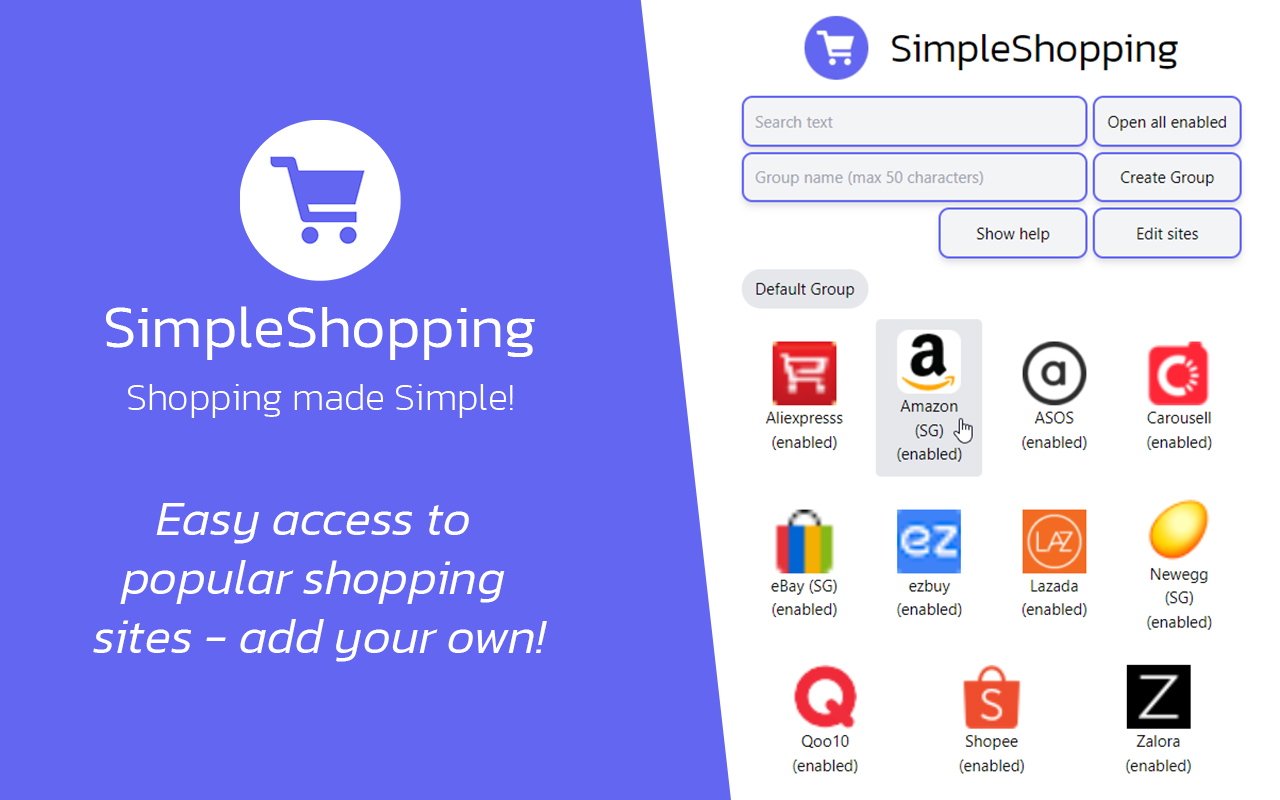 SimpleShopping
Shopping made Simple!
Easy access to
popular shopping
sites - add your own!
SimpleShopping
Search text
Open all enabled
Group name (max 50 characters)
Create Group
Show help
Edit sites
Default Group
Aliexpresss
(enabled)
a
Amazon
(SG)
(enabled)
a
ASOS
(enabled)
Carousell
(enabled)
eBay (SG)
(enabled)
ez
ezbuy
(enabled)
LAZ
Lazada
(enabled)
Newegg
(SG)
(enabled)
Qoo10
(enabled)
S
Shopee
(enabled)
Z
Zalora
(enabled)